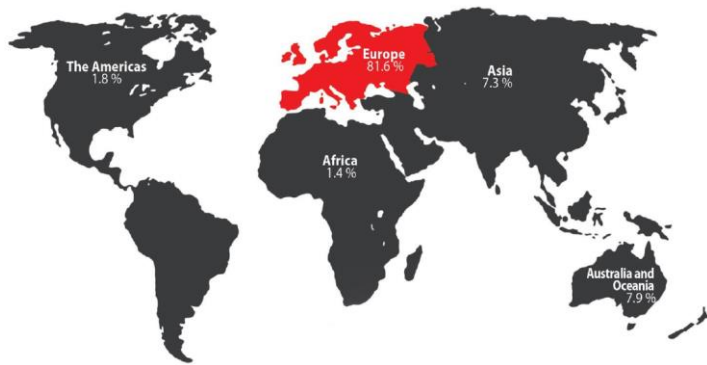 The Americas
1.8 %
Europe
81.6 %
Asia
7.3 %
Africa
1.4 %
Australia and
Oceania
7.9 %